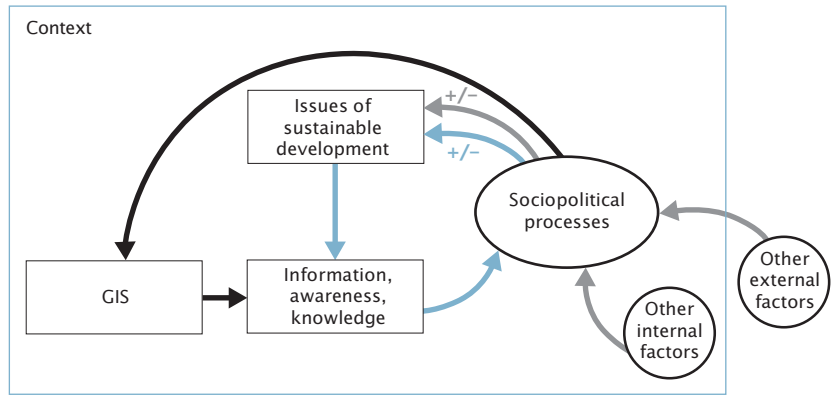 Context
+/−
Issues of
sustainable
development
+/−
Sociopolitical
processes
Other
external
factors
GIS
Information,
awareness,
knowledge
Other
internal
factors